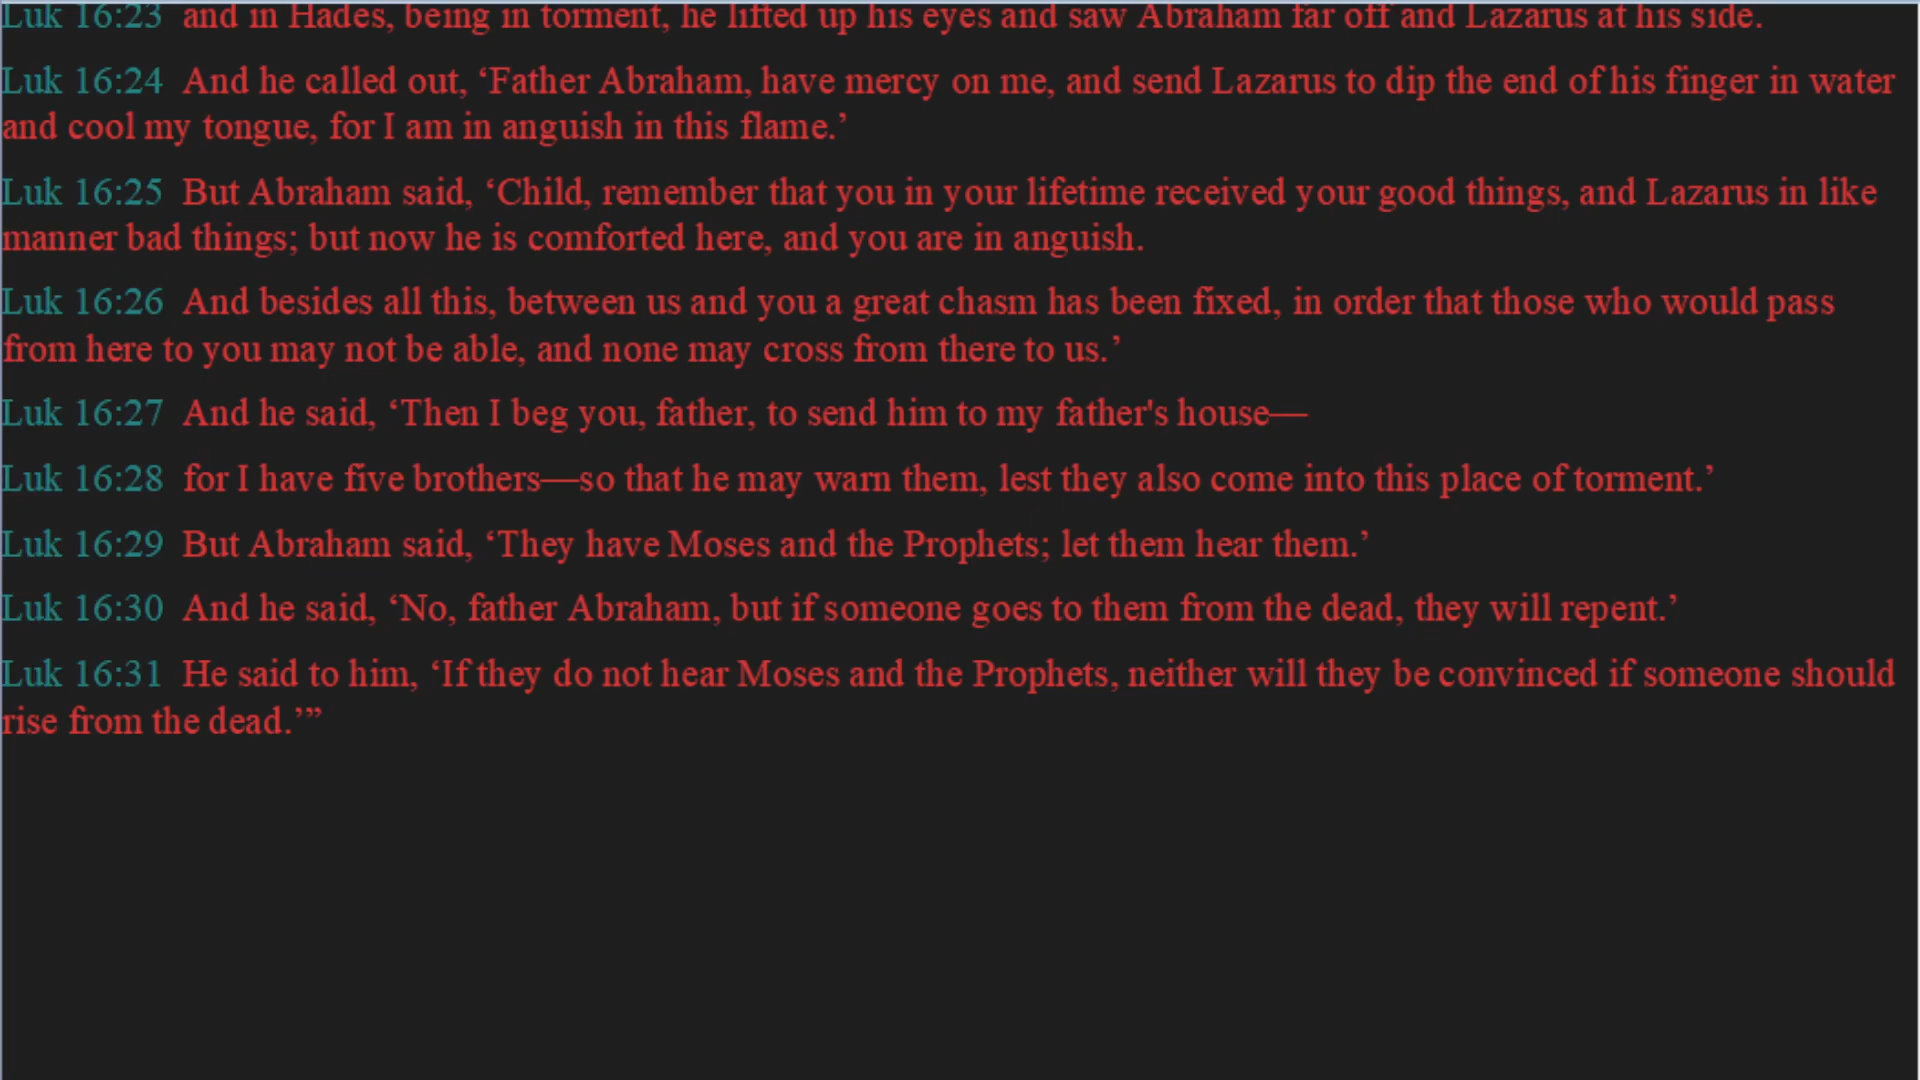 Luk 16:23 and in Hades, being in torment, he lifted up his eyes and saw Abraham far off and Lazarus at his side.
Luk 16:24 And he called out, ‘Father Abraham, have mercy on me, and send Lazarus to dip the end of his finger in water
and cool my tongue, for I am in anguish in this flame.’
Luk 16:25 But Abraham said, ‘Child, remember that you in your lifetime received your good things, and Lazarus in like
manner bad things; but now he is comforted here, and you are in anguish.
Luk 16:26 And besides all this, between us and you a great chasm has been fixed, in order that those who would pass
from here to you may not be able, and none may cross from there to us.’
Luk 16:27 And he said, ‘Then I beg you, father, to send him to my father's house—
Luk 16:28 for I have five brothers—so that he may warn them, lest they also come into this place of torment.’
Luk 16:29 But Abraham said, ‘They have Moses and the Prophets; let them hear them.’
Luk 16:30 And he said, ‘No, father Abraham, but if someone goes to them from the dead, they will repent.’
Luk 16:31 He said to him, ‘If they do not hear Moses and the Prophets, neither will they be convinced if someone should
rise from the dead.’”